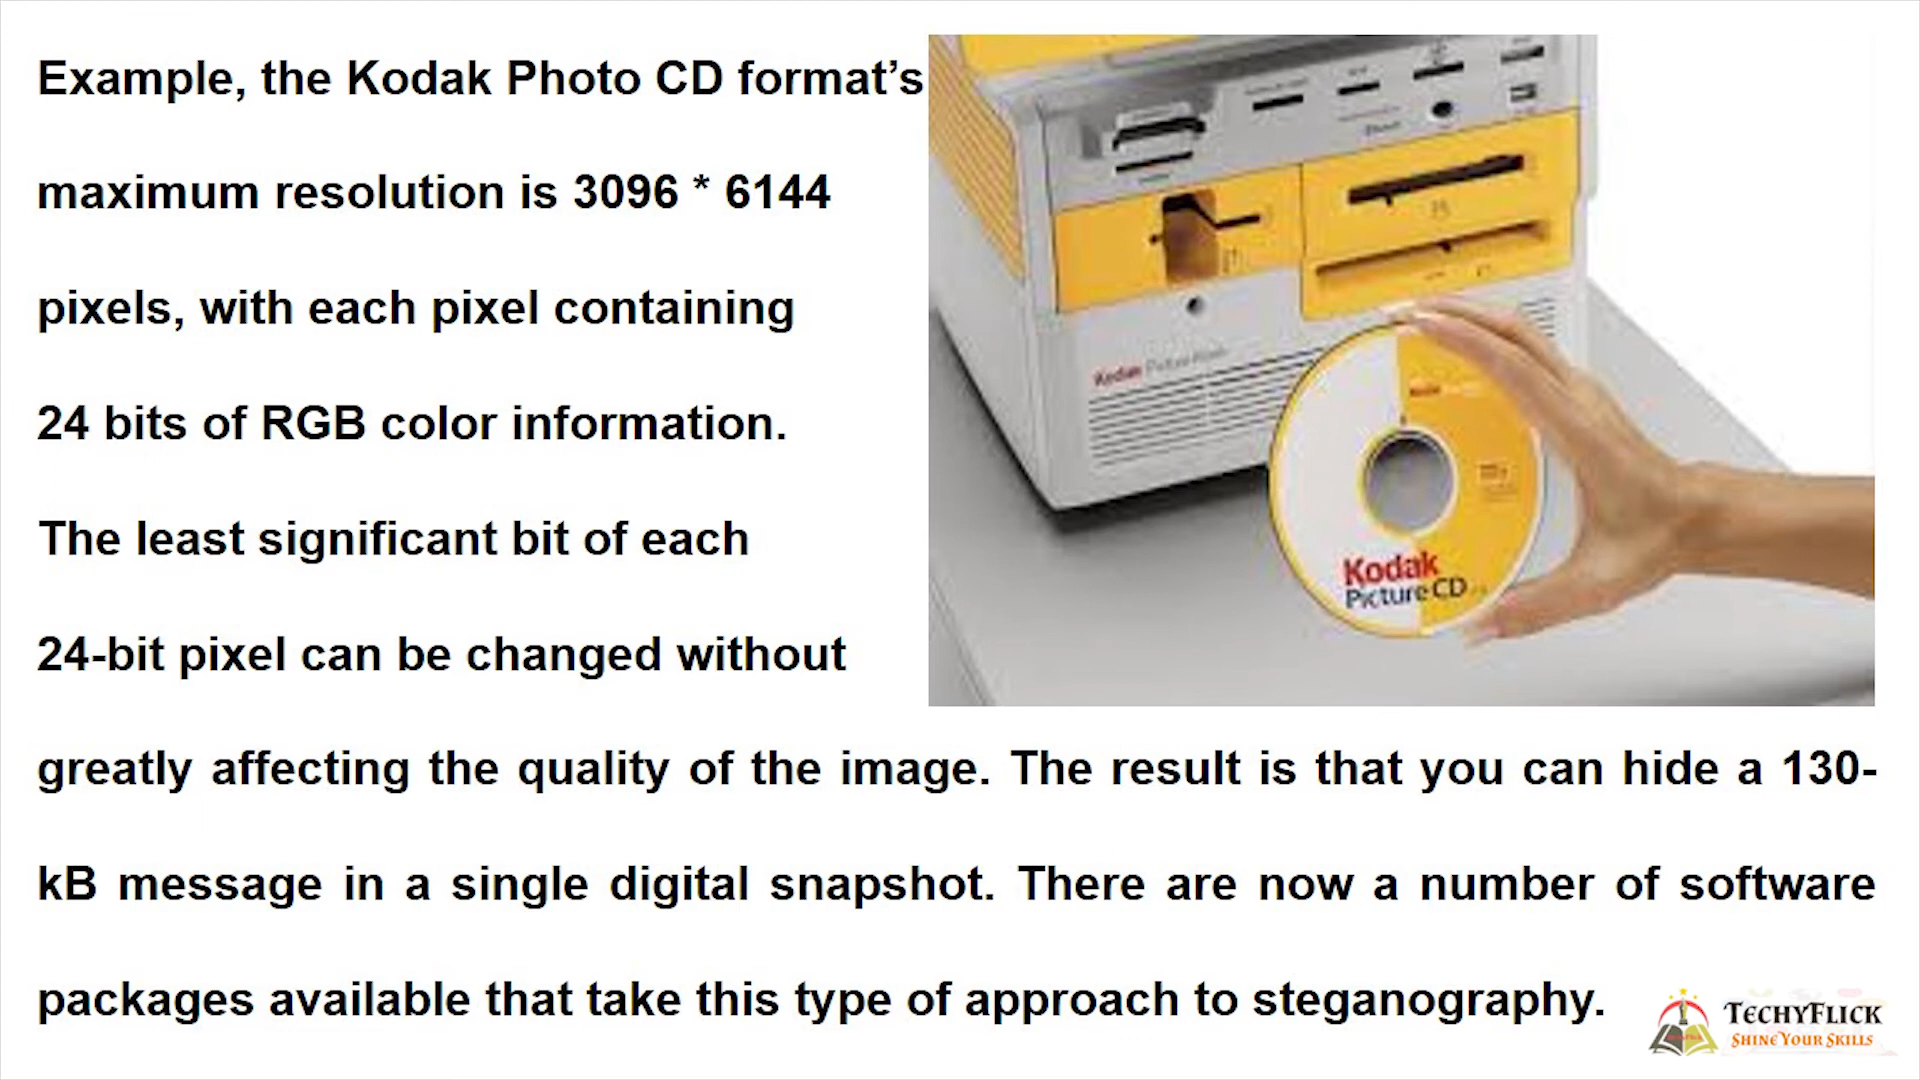 Example, the Kodak Photo CD format’s
maximum resolution is 3096 * 6144
pixels, with each pixel containing
24 bits of RGB color information.
The least significant bit of each
24-bit pixel can be changed without
greatly affecting the quality of the image. The result is that you can hide a 130-
kB message in a single digital snapshot. There are now a number of software
packages available that take this type of approach to steganography.
Kodak
Kodak
Picture CD
TECHYFLICK
SHINE YOUR SKILLS